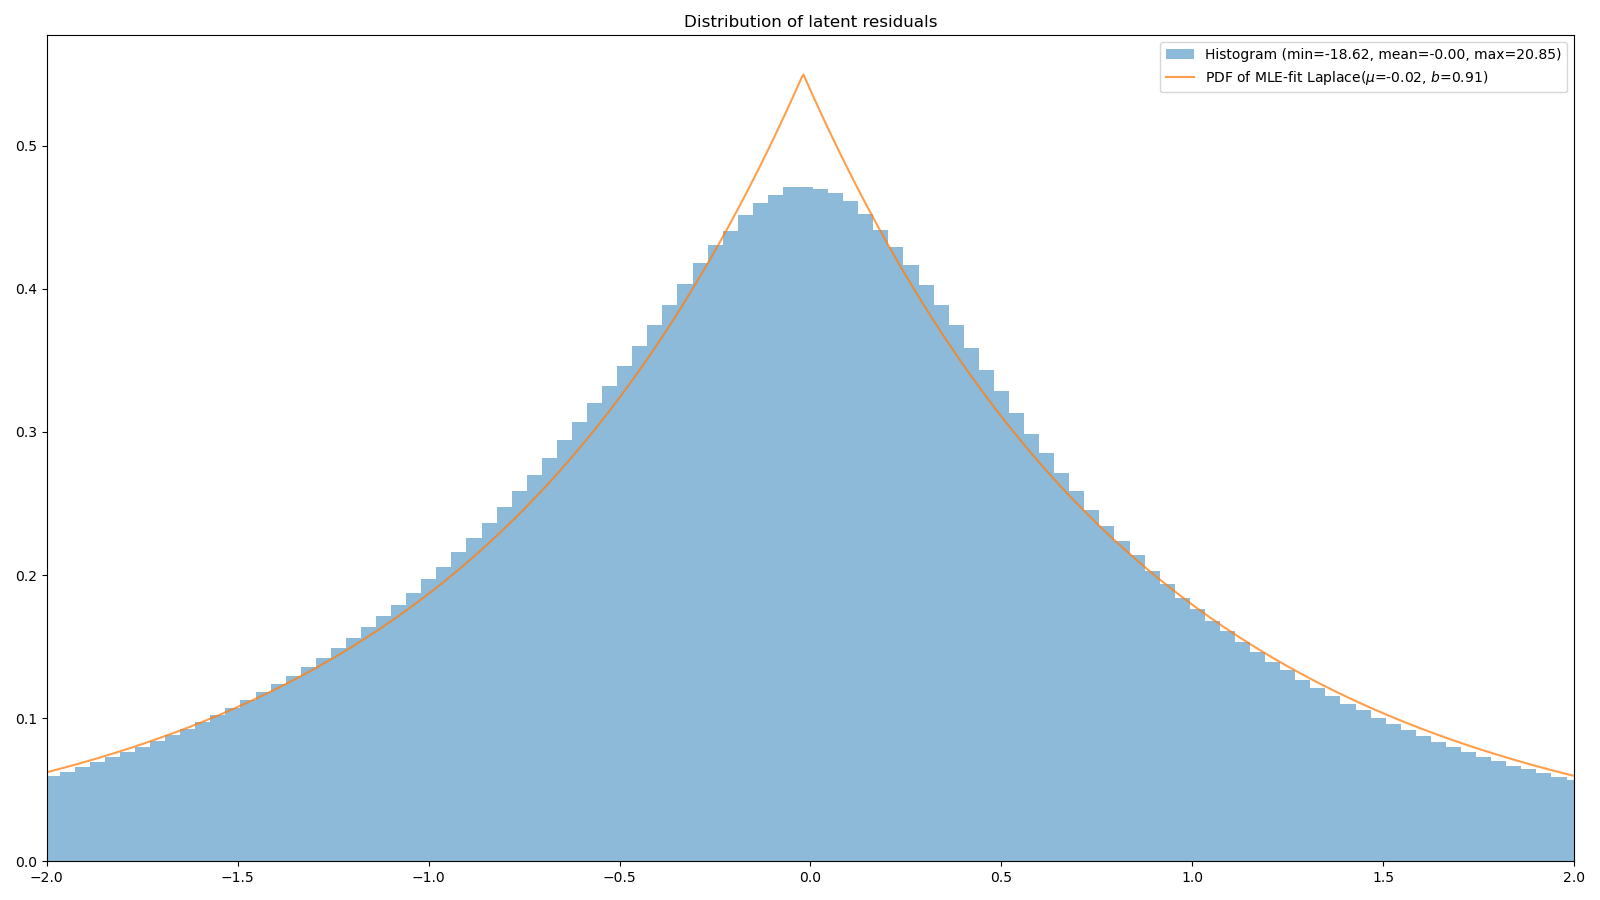 Distribution of latent residuals
Histogram (min=-18.62, mean=-0.00, max=20.85)
PDF of MLE-fit Laplace(μ=-0.02, b=0.91)
0.5
0.4
0.3
0.2
0.1
0.0
−2.0 −1.5 −1.0 −0.5 0.0 0.5 1.0 1.5 2.0